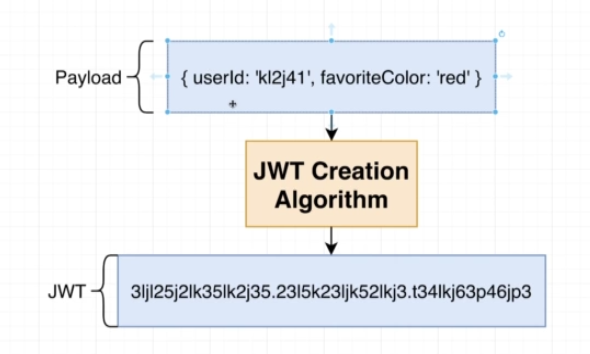 Payload
{ userId: 'kl2j41', favoriteColor: 'red' }
JWT Creation
Algorithm
JWT
3ljl25j2lk35lk2j35.23l5k23ljk52lkj3.t34lkj63p46jp3